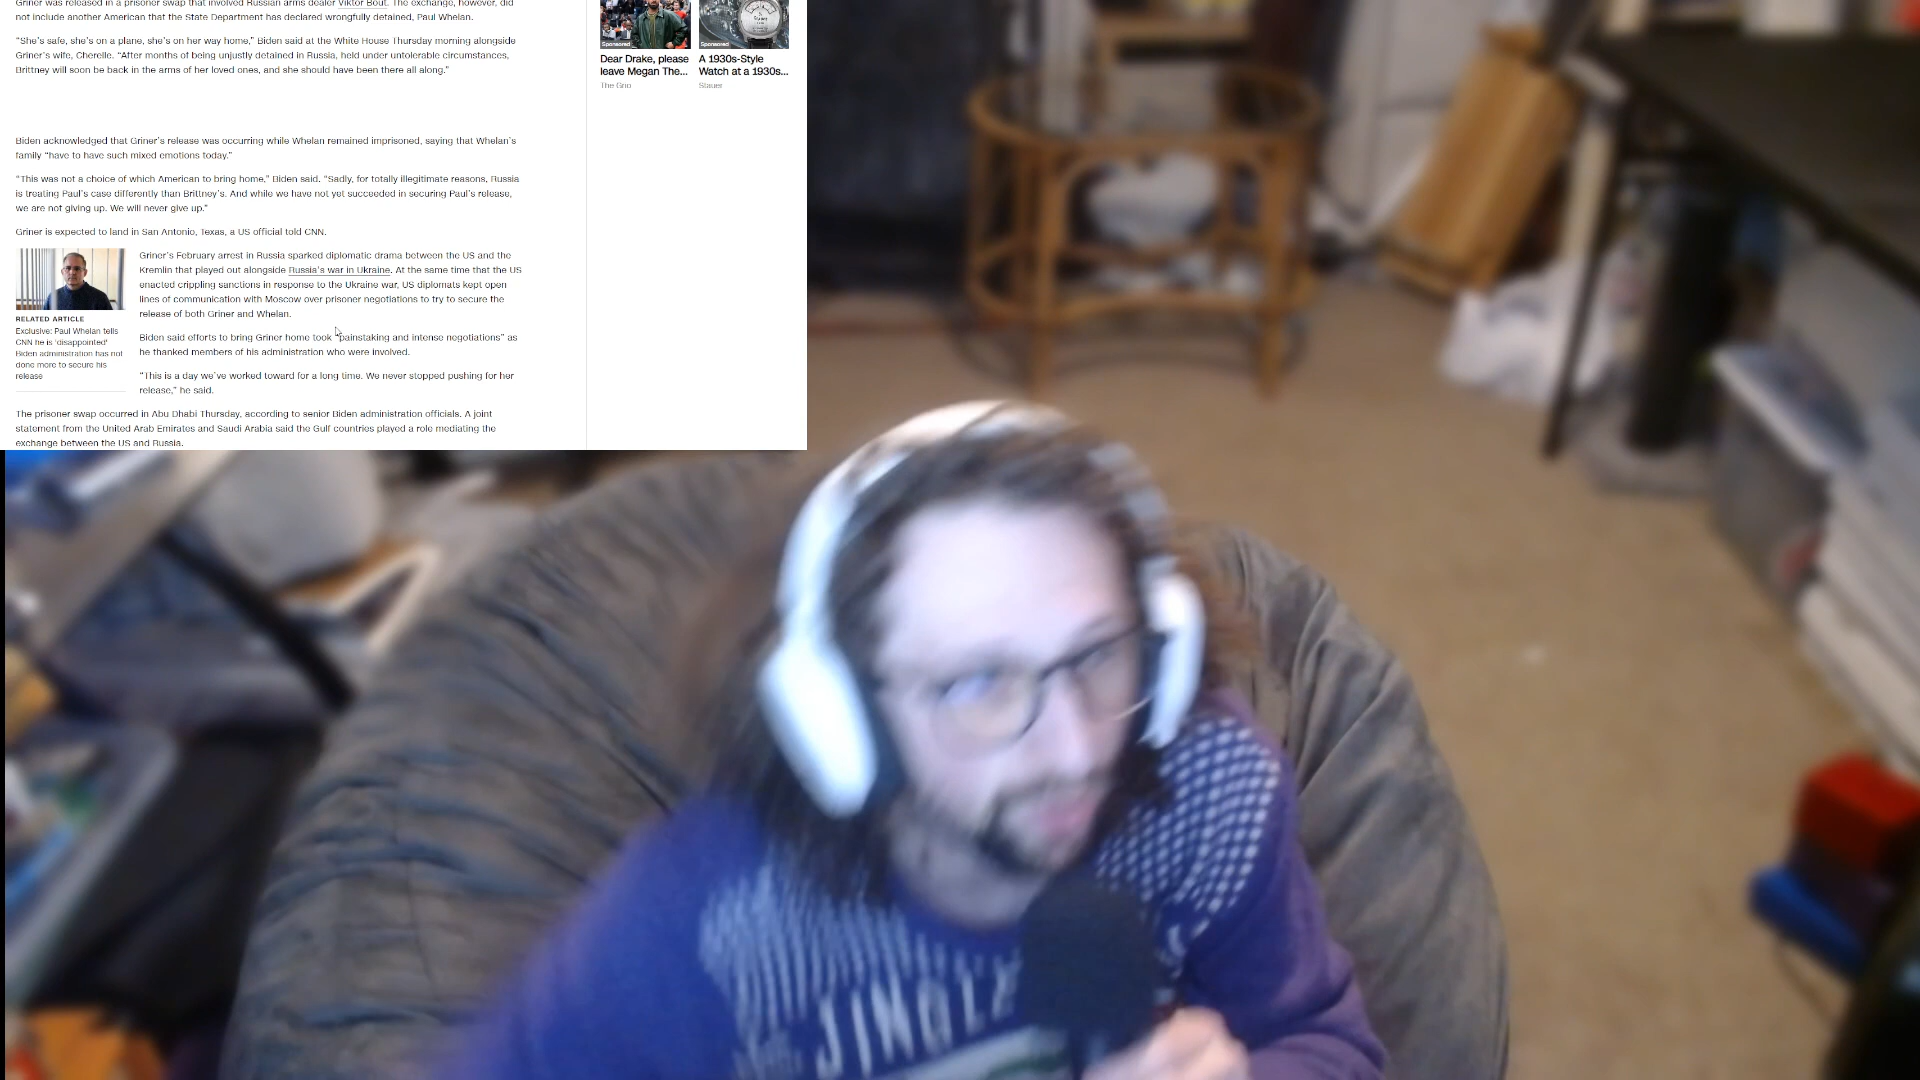 Griner was released in a prisoner swap that involved Russian arms dealer Viktor Bout. The exchange, however, did
not include another American that the State Department has declared wrongfully detained, Paul Whelan.
“She’s safe, she’s on a plane, she’s on her way home,” Biden said at the White House Thursday morning alongside
Griner’s wife, Cherelle. “After months of being unjustly detained in Russia, held under untolerable circumstances,
Brittney will soon be back in the arms of her loved ones, and she should have been there all along.”
Biden acknowledged that Griner’s release was occurring while Whelan remained imprisoned, saying that Whelan’s
family “have to have such mixed emotions today.”
“This was not a choice of which American to bring home,” Biden said. “Sadly, for totally illegitimate reasons, Russia
is treating Paul’s case differently than Brittney’s. And while we have not yet succeeded in securing Paul’s release,
we are not giving up. We will never give up.”
Griner is expected to land in San Antonio, Texas, a US official told CNN.
RELATED ARTICLE
Exclusive: Paul Whelan tells
CNN he is ‘disappointed’
Biden administration has not
done more to secure his
release
Griner’s February arrest in Russia sparked diplomatic drama between the US and the
Kremlin that played out alongside Russia’s war in Ukraine. At the same time that the US
enacted crippling sanctions in response to the Ukraine war, US diplomats kept open
lines of communication with Moscow over prisoner negotiations to try to secure the
release of both Griner and Whelan.
Biden said efforts to bring Griner home took “painstaking and intense negotiations” as
he thanked members of his administration who were involved.
“This is a day we’ve worked toward for a long time. We never stopped pushing for her
release,” he said.
The prisoner swap occurred in Abu Dhabi Thursday, according to senior Biden administration officials. A joint
statement from the United Arab Emirates and Saudi Arabia said the Gulf countries played a role mediating the
exchange between the US and Russia.
Sponsored
Dear Drake, please
leave Megan The...
The Grio
Sponsored
A 1930s-Style
Watch at a 1930s...
Stauer
JINGLE